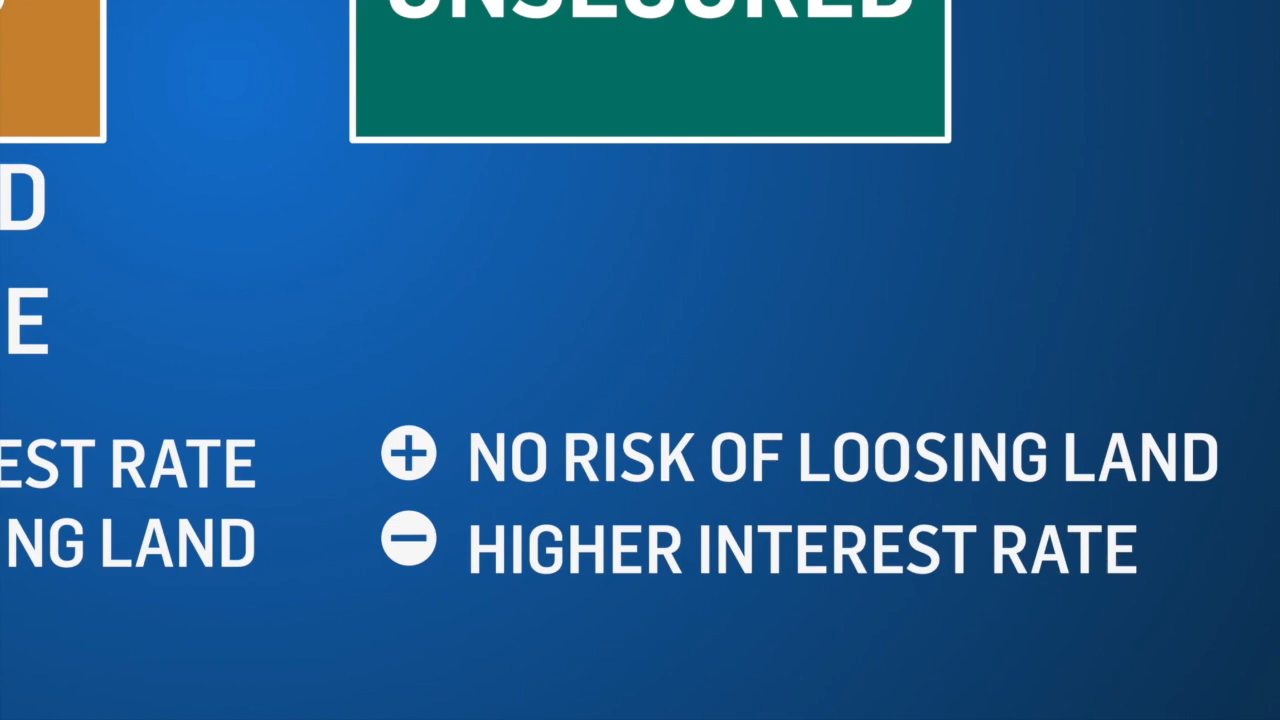 UNSECURED
D
E
EST RATE
NG LAND
NO RISK OF LOOSING LAND
HIGHER INTEREST RATE